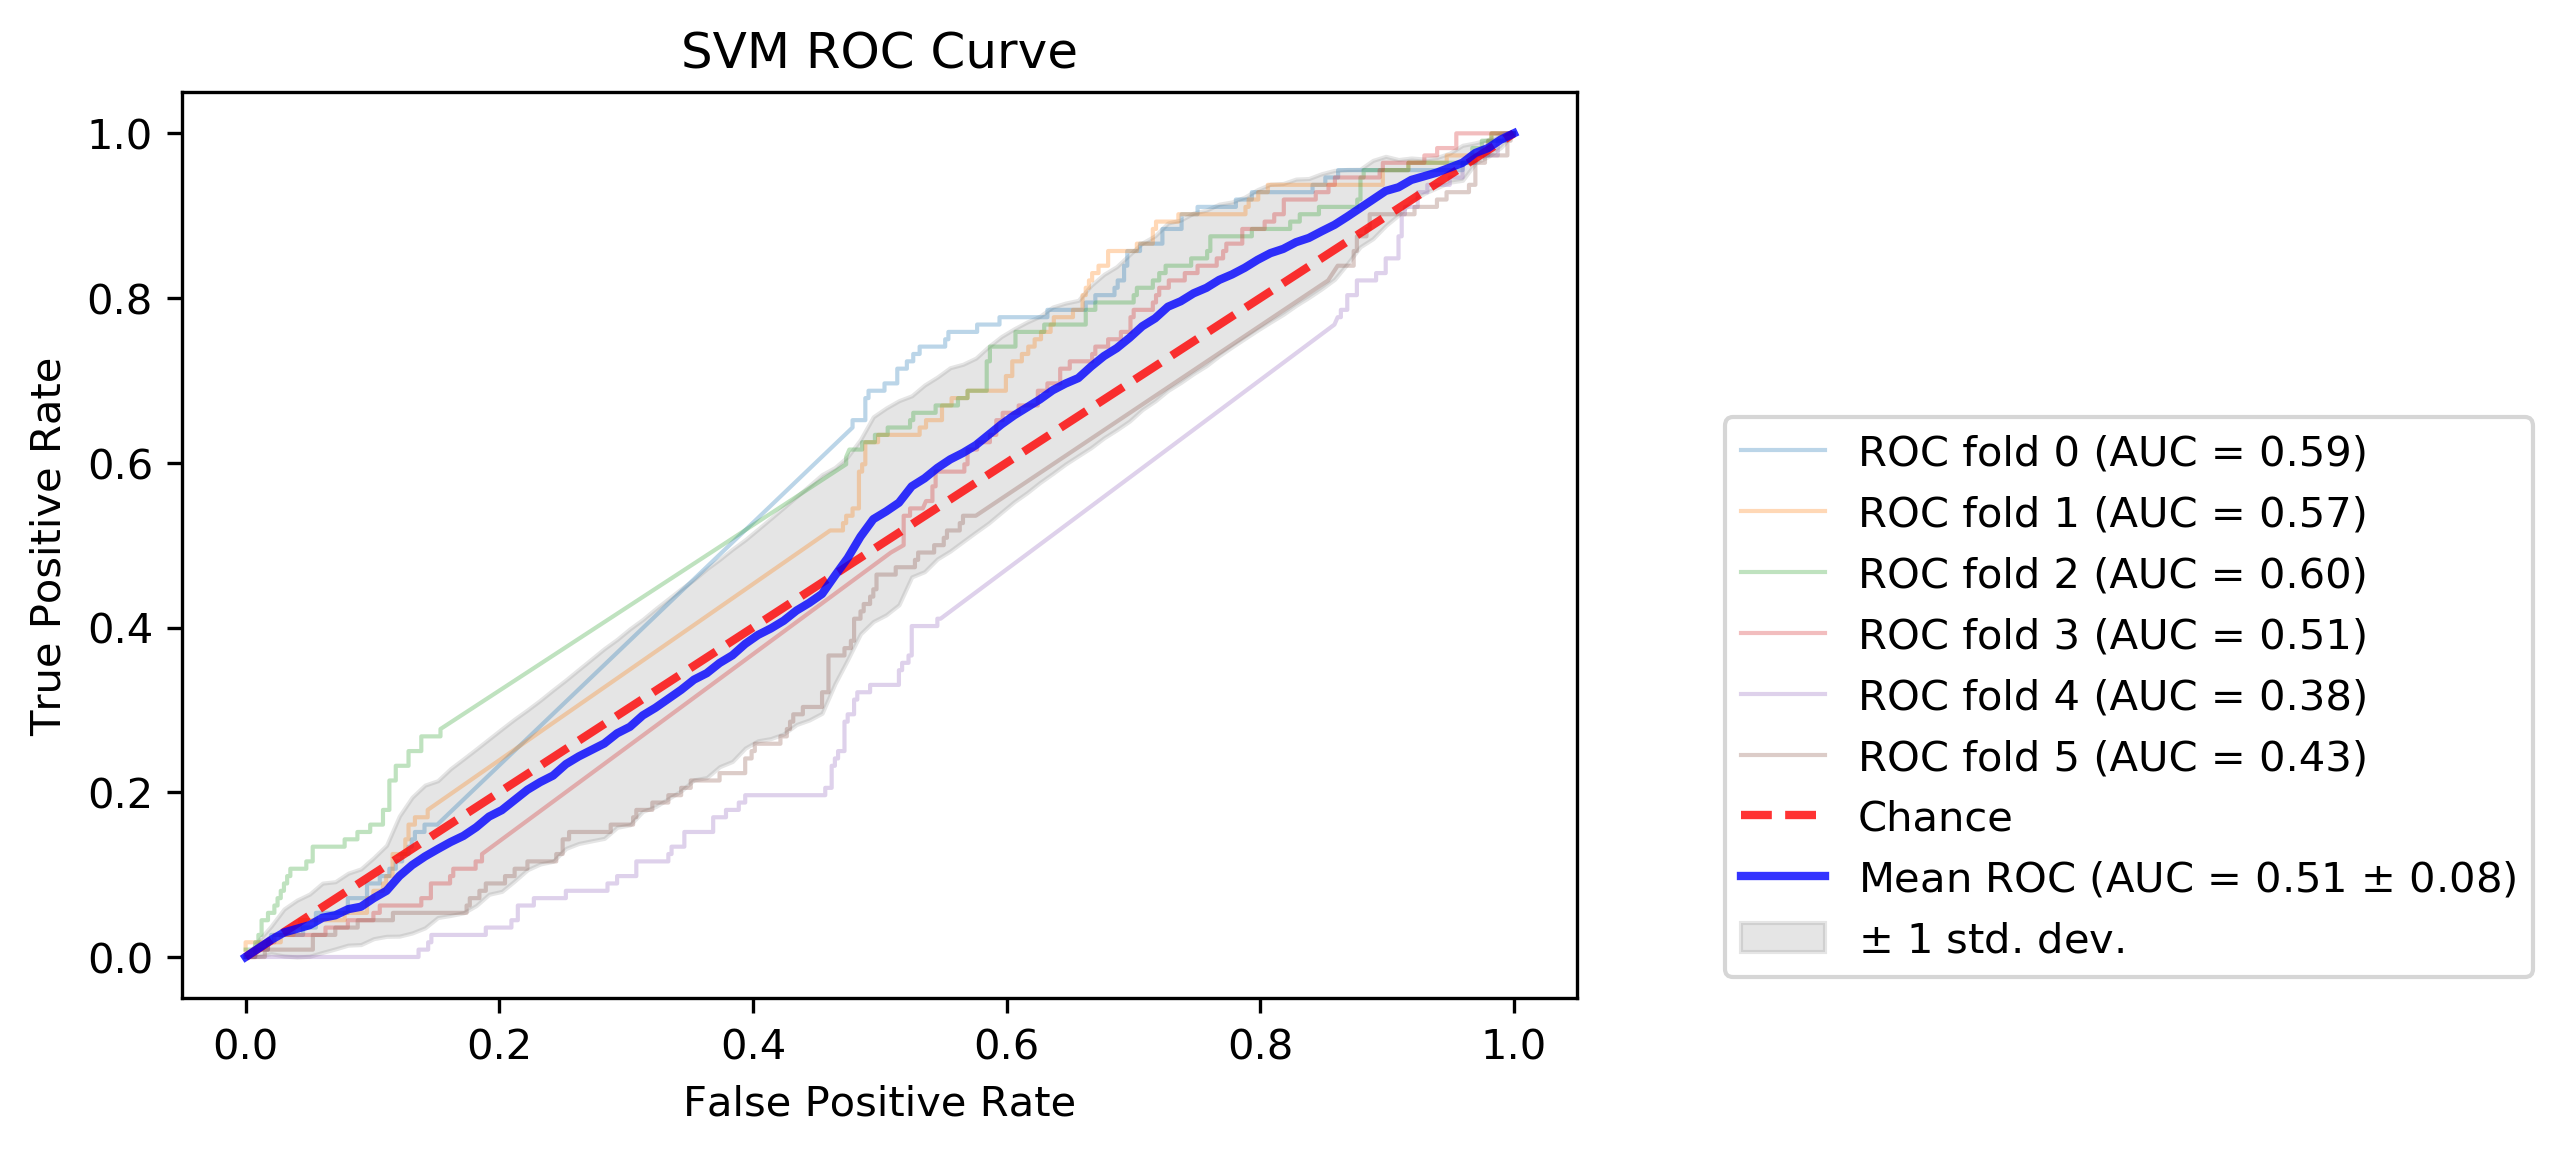 SVM ROC Curve
True Positive Rate
1.0
0.8
0.6
0.4
0.2
0.0
0.0 0.2 0.4 0.6 0.8 1.0
False Positive Rate
ROC fold 0 (AUC = 0.59)
ROC fold 1 (AUC = 0.57)
ROC fold 2 (AUC = 0.60)
ROC fold 3 (AUC = 0.51)
ROC fold 4 (AUC = 0.38)
ROC fold 5 (AUC = 0.43)
Chance
Mean ROC (AUC = 0.51 ± 0.08)
± 1 std. dev.